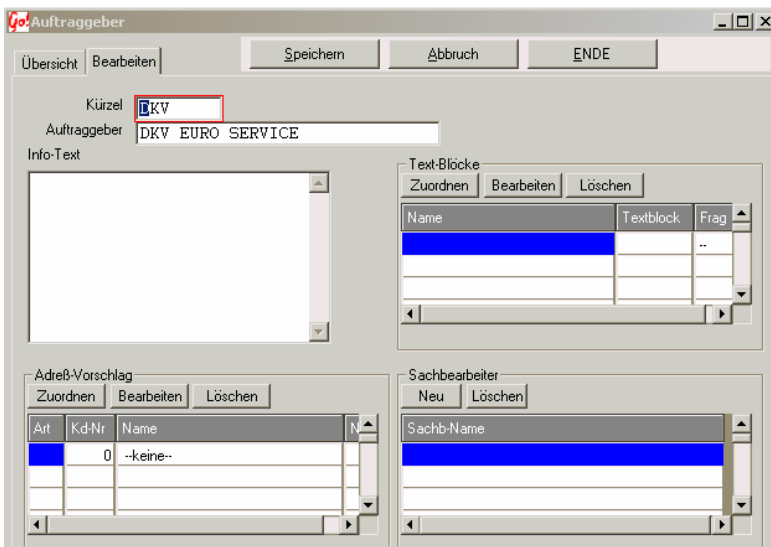 Go! Auftraggeber
Übersicht Bearbeiten Speichern Abbruch ENDE
Kürzel DKV
Auftraggeber DKV EURO SERVICE
Info-Text
Text-Blöcke
Zuordnen Bearbeiten Löschen
Name Textblock Frag
--
Adreß-Vorschlag
Zuordnen Bearbeiten Löschen
Art Kd-Nr Name N
0 --keine--
Sachbearbeiter
Neu Löschen
Sachb-Name